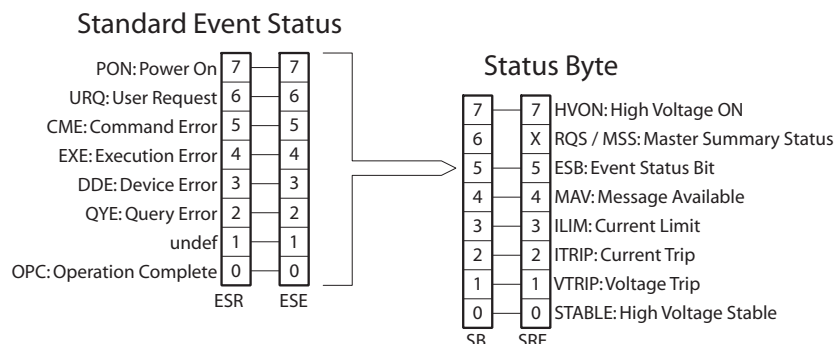 Standard Event Status
PON: Power On 7 7
URQ: User Request 6 6
CME: Command Error 5 5
EXE: Execution Error 4 4
DDE: Device Error 3 3
QYE: Query Error 2 2
undef 1 1
OPC: Operation Complete 0 0
ESR ESE
Status Byte
7 7 HVON: High Voltage ON
6 X RQS / MSS: Master Summary Status
5 5 ESB: Event Status Bit
4 4 MAV: Message Available
3 3 ILIM: Current Limit
2 2 ITRIP: Current Trip
1 1 VTRIP: Voltage Trip
0 0 STABLE: High Voltage Stable
SB SRE